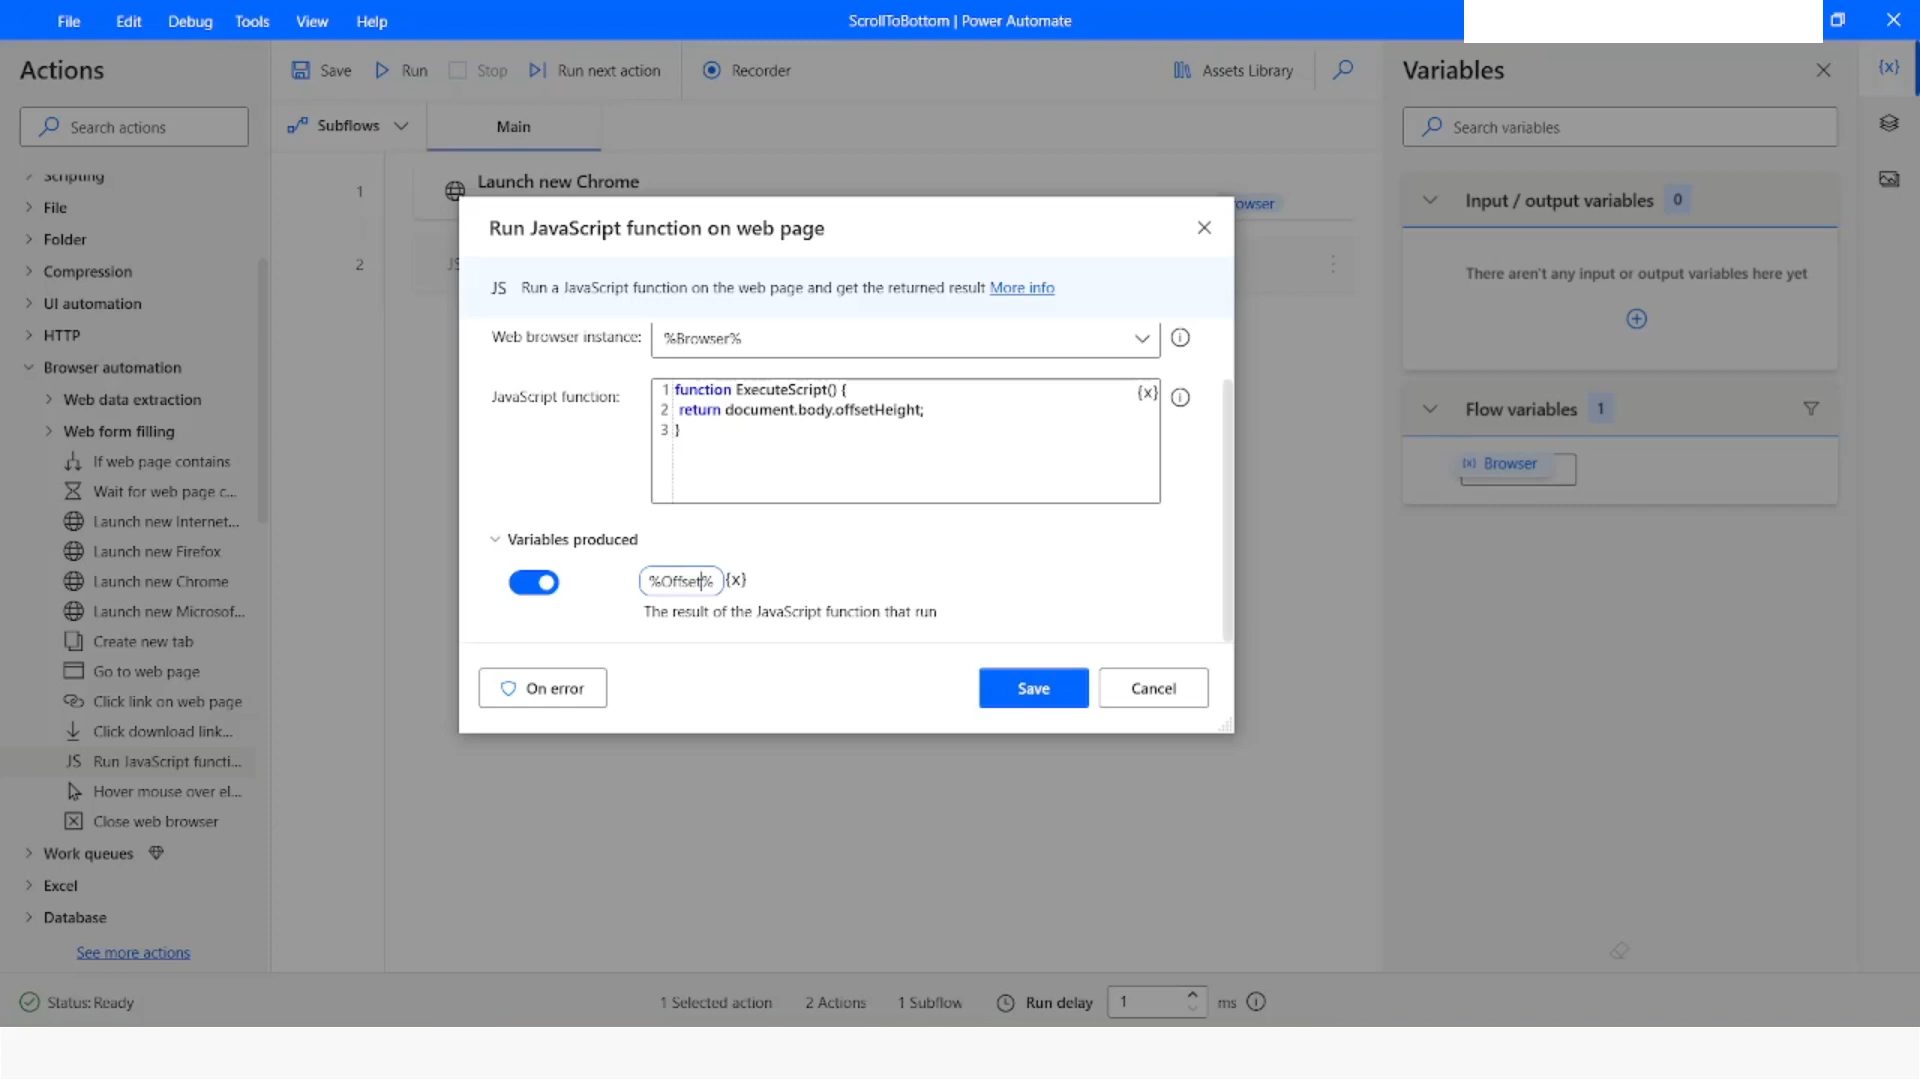 File Edit Debug Tools View Help
ScrollToBottom | Power Automate
Actions
Save Run Stop Run next action Recorder
Assets Library
Variables
{x}
Search actions
Subflows
Main
Search variables
Scripting
File
Folder
Compression
UI automation
HTTP
Browser automation
Web data extraction
Web form filling
If web page contains
Wait for web page c...
Launch new Internet...
Launch new Firefox
Launch new Chrome
Launch new Microsof...
Create new tab
Go to web page
Click link on web page
Click download link...
JS Run JavaScript functi...
Hover mouse over el...
Close web browser
Work queues
Excel
Database
See more actions
1
Launch new Chrome
owser
2
JS
Run JavaScript function on web page
JS Run a JavaScript function on the web page and get the returned result More info
Web browser instance: %Browser%
JavaScript function:
1 function ExecuteScript() {
2 return document.body.offsetHeight;
3 }
{x}
Variables produced
%Offset% {x}
The result of the JavaScript function that run
On error
Save
Cancel
Input / output variables 0
There aren't any input or output variables here yet
Flow variables 1
{x} Browser
Status: Ready
1 Selected action 2 Actions 1 Subflow Run delay 1 ms